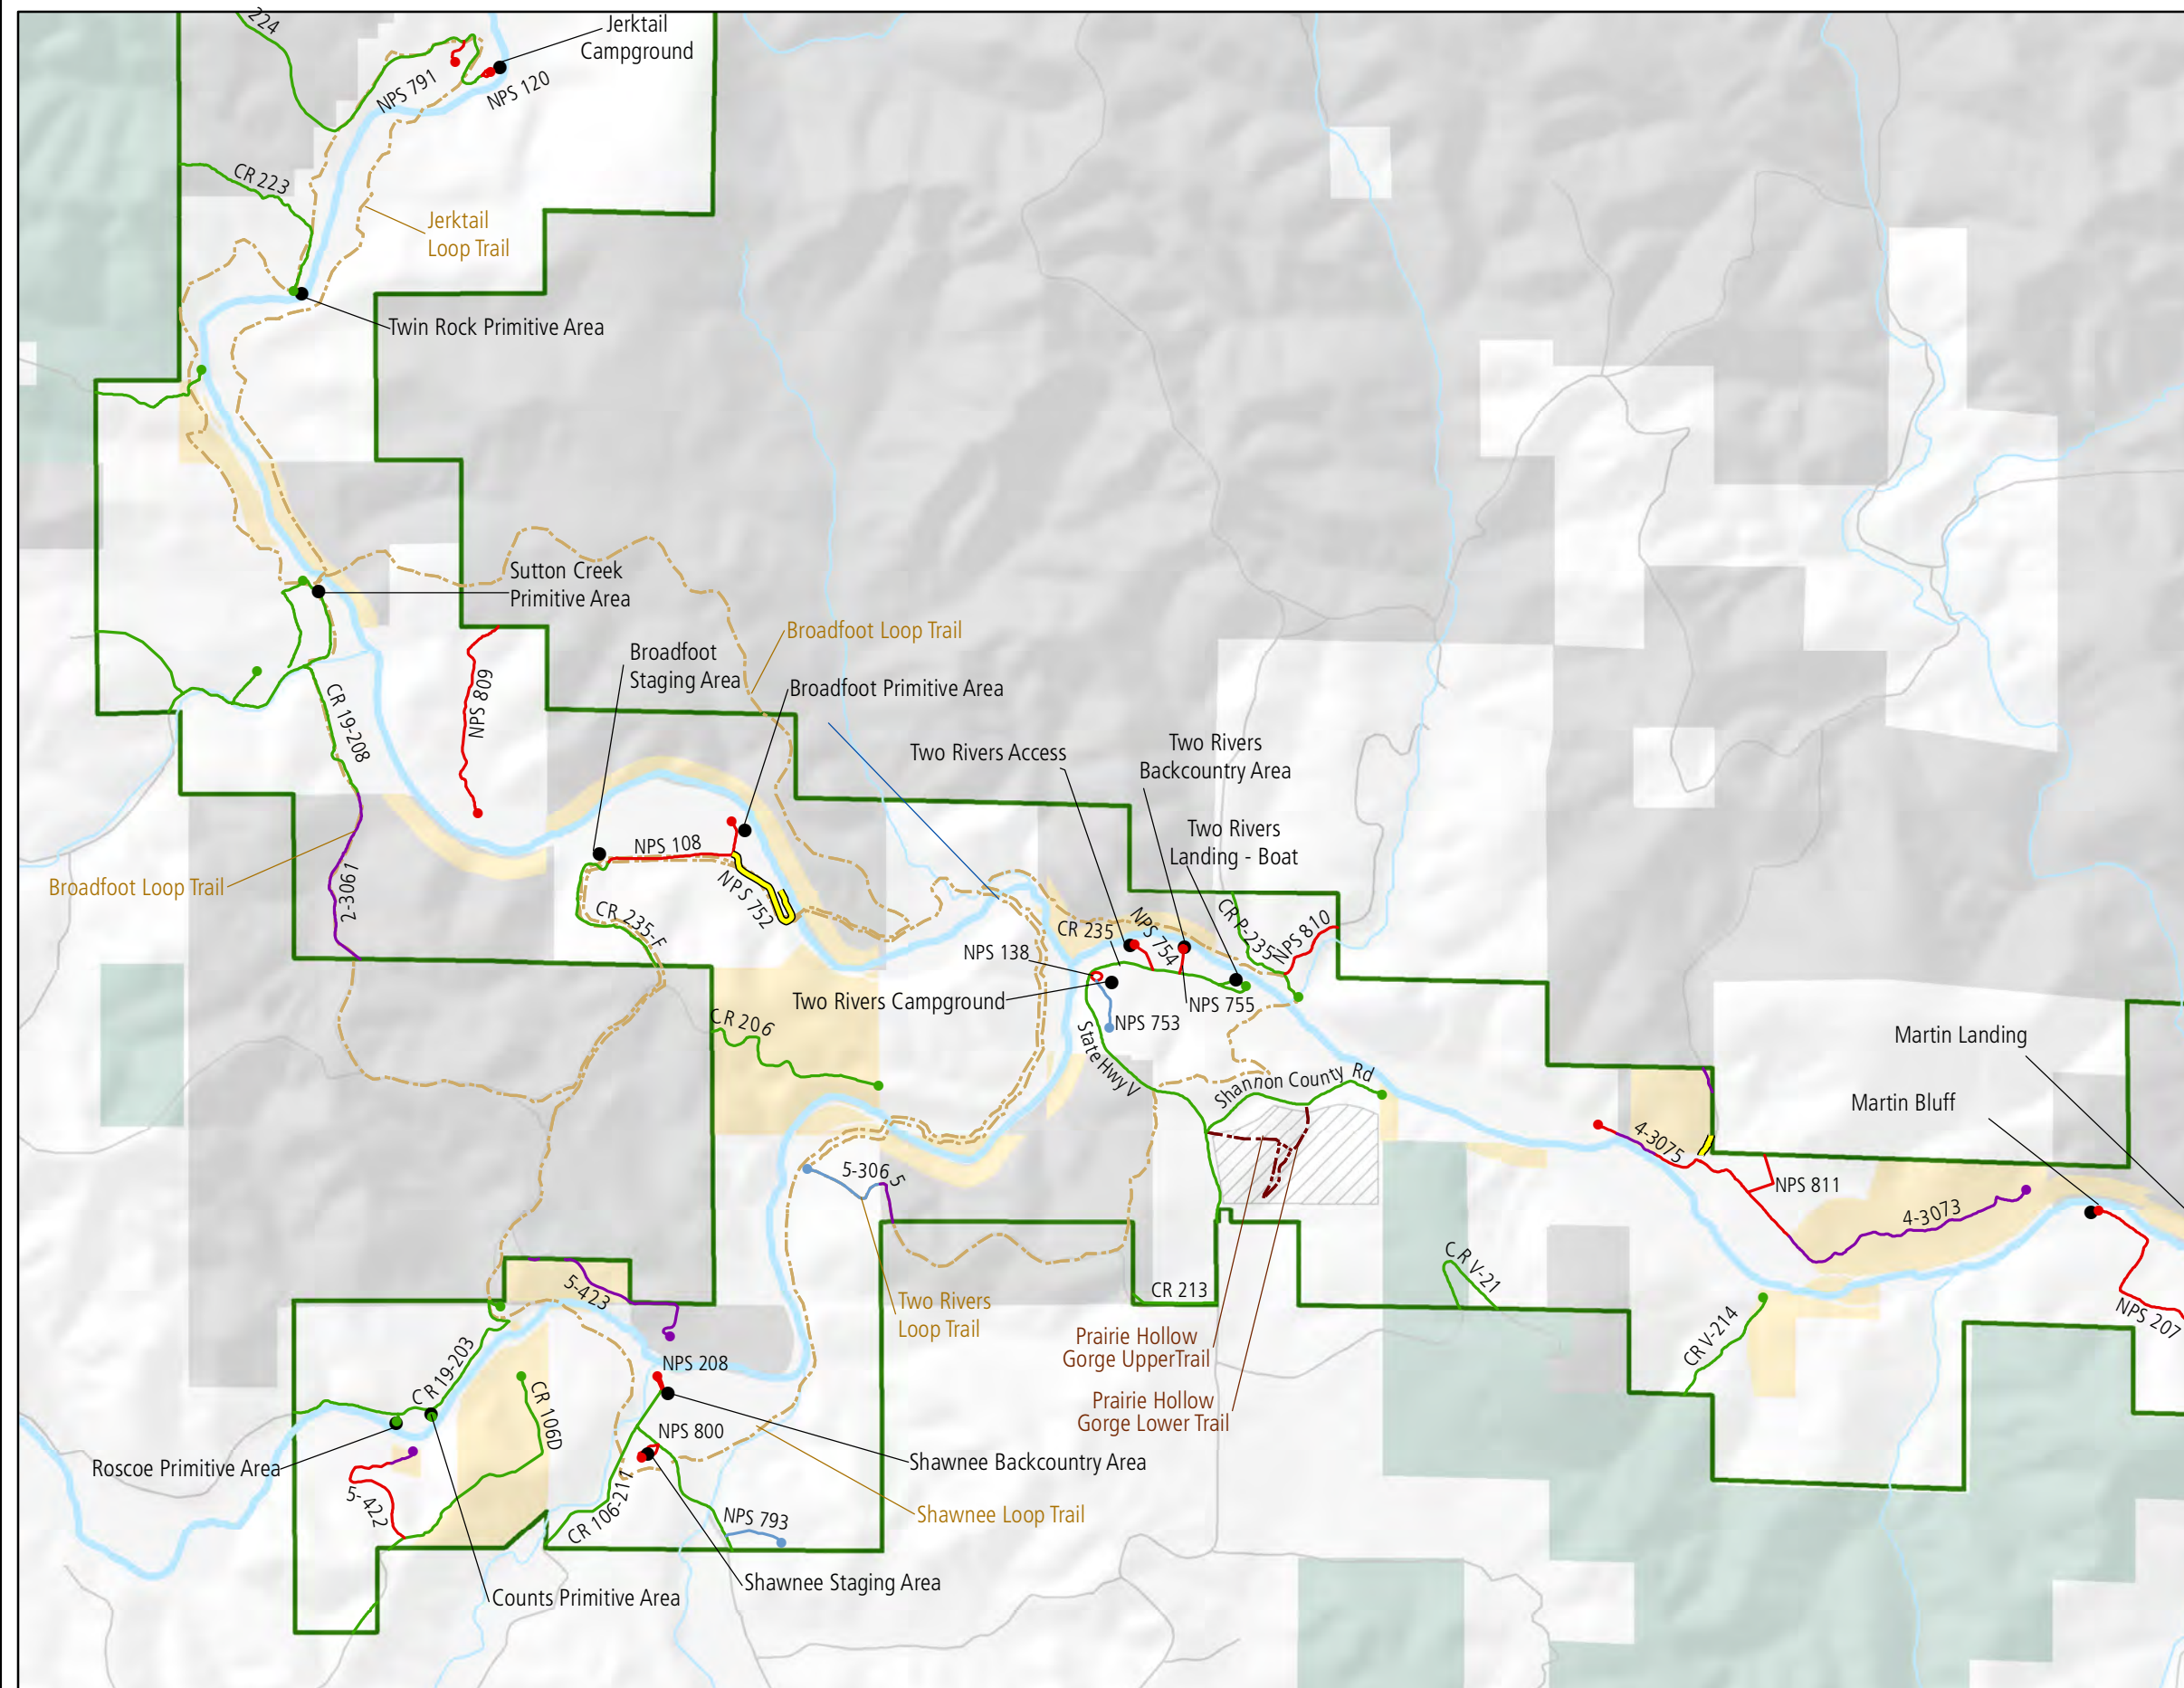 224
Jerktail
Campground
NPS 791
NPS 120
CR 223
Jerktail
Loop Trail
Twin Rock Primitive Area
Sutton Creek
Primitive Area
Broadfoot Loop Trail
Broadfoot
Staging Area
Broadfoot Primitive Area
NPS 809
CR 19-208
Two Rivers Access
Two Rivers
Backcountry Area
Two Rivers
Landing - Boat
NPS 108
NPS 752
Broadfoot Loop Trail
2-3061
CR 235-F
CR 235
NPS 754
CR P-235
NPS 810
NPS 138
Two Rivers Campground
NPS 755
NPS 753
CR 206
State Hwy V
Shannon County Rd
Martin Landing
Martin Bluff
4-3075
NPS 811
4-3073
5-3065
CR V-21
5-423
CR 213
Two Rivers
Loop Trail
CR V-214
NPS 207
Prairie Hollow
Gorge UpperTrail
Prairie Hollow
Gorge Lower Trail
CR 19-203
NPS 208
CR 106D
NPS 800
Roscoe Primitive Area
Shawnee Backcountry Area
5-422
CR 106-211
NPS 793
Shawnee Loop Trail
Shawnee Staging Area
Counts Primitive Area